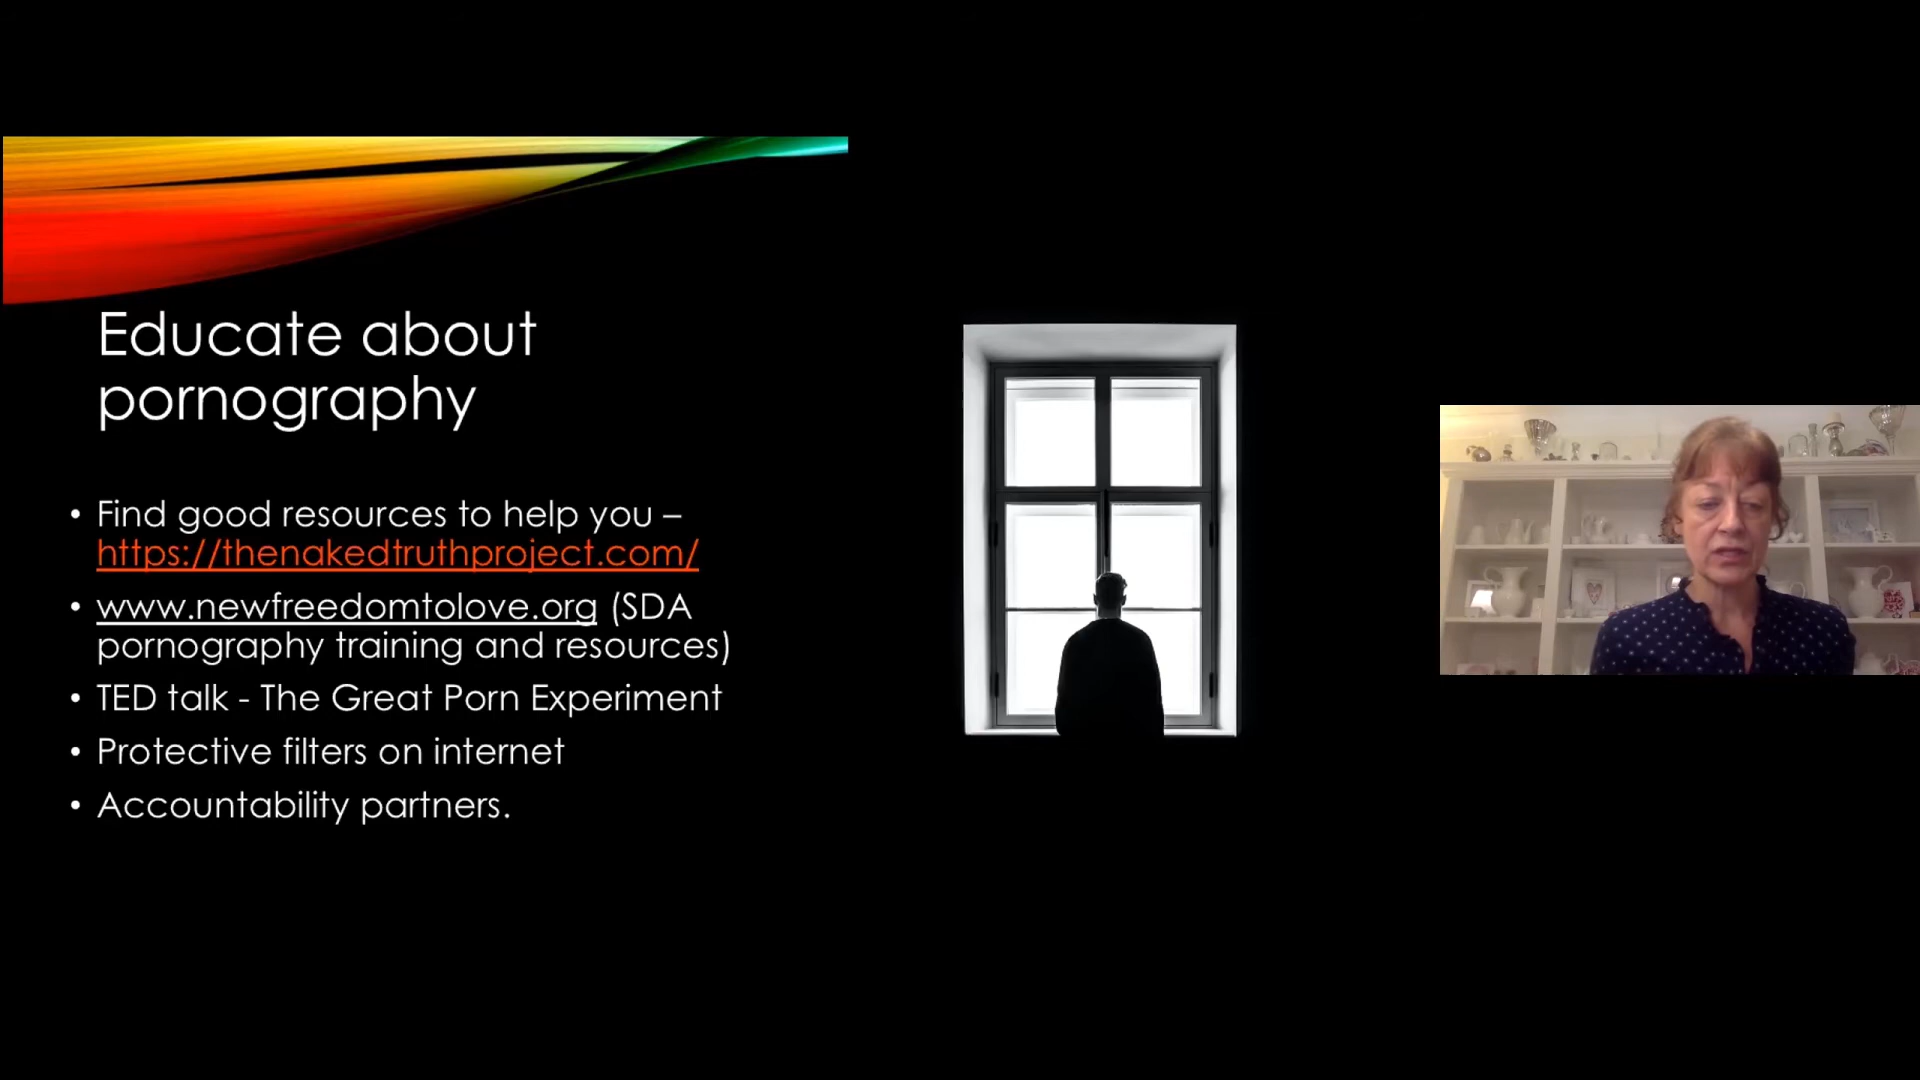 Educate about
pornography
• Find good resources to help you –
https://thenakedtruthproject.com/
• www.newfreedomtolove.org (SDA
pornography training and resources)
• TED talk - The Great Porn Experiment
• Protective filters on internet
• Accountability partners.